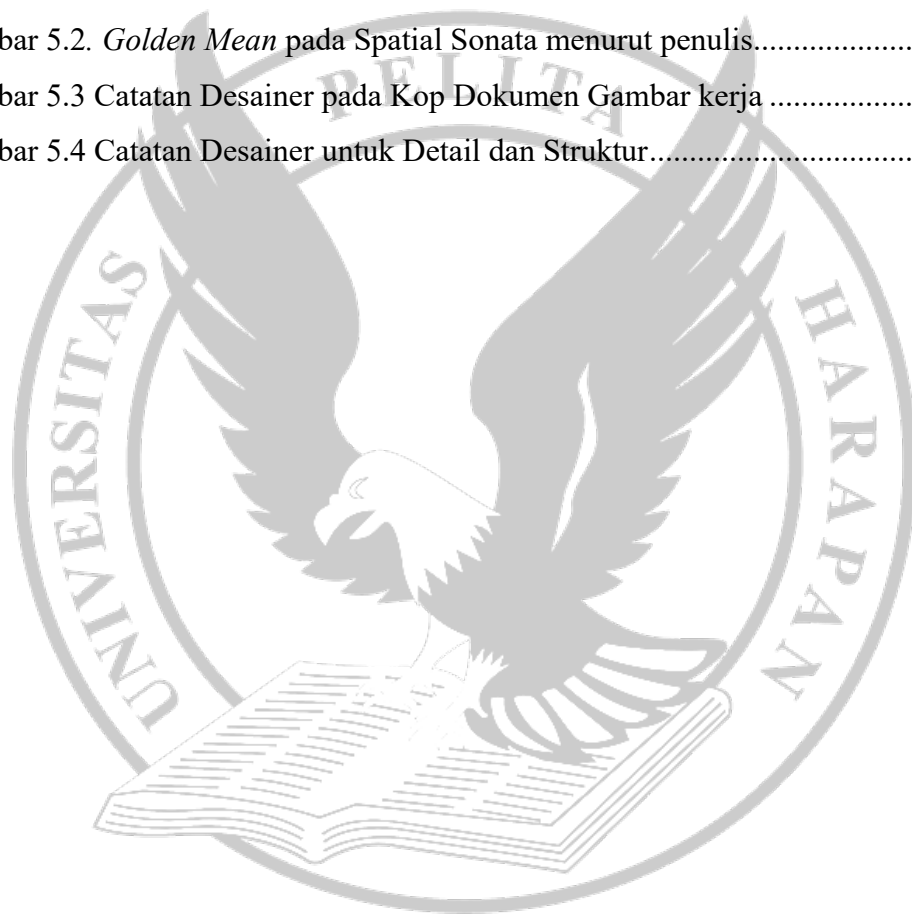 bar 5.2. Golden Mean pada Spatial Sonata menurut penulis....................
bar 5.3 Catatan Desainer pada Kop Dokumen Gambar kerja ..................
bar 5.4 Catatan Desainer untuk Detail dan Struktur.................................
UNIVERSITAS PELITA HARAPAN